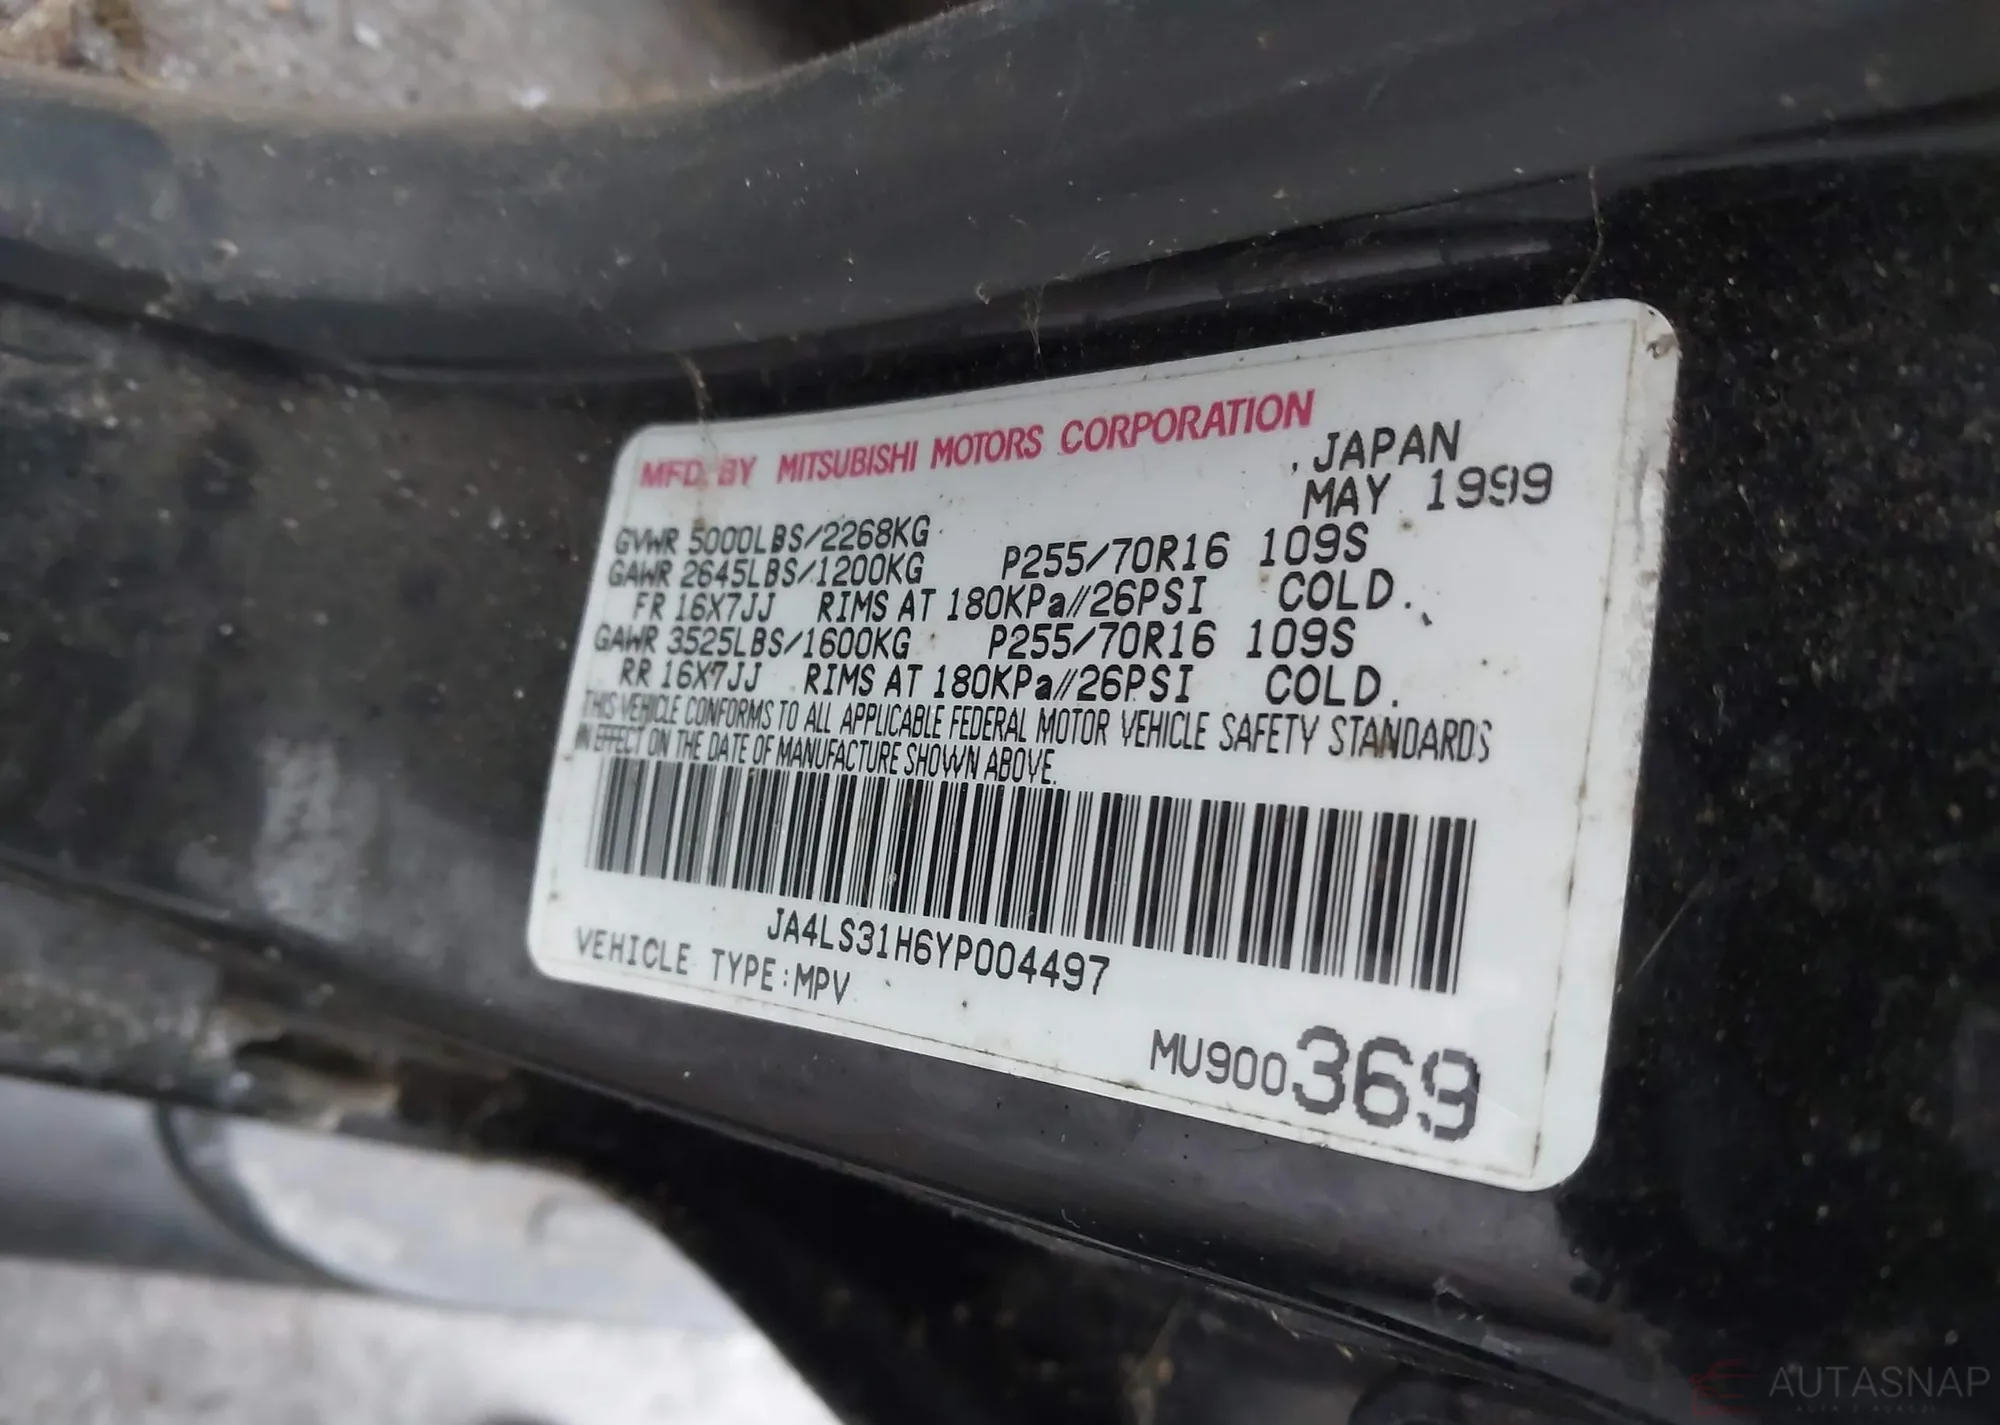 MFD. BY MITSUBISHI MOTORS CORPORATION
. JAPAN
MAY 1999
GVWR 5000LBS/2268KG
GAWR 2645LBS/1200KG P255/70R16 109S
FR 16X7JJ RIMS AT 180KPa//26PSI COLD.
GAWR 3525LBS/1600KG P255/70R16 109S
RR 16X7JJ RIMS AT 180KPa//26PSI COLD.
THIS VEHICLE CONFORMS TO ALL APPLICABLE FEDERAL MOTOR VEHICLE SAFETY STANDARDS
IN EFFECT ON THE DATE OF MANUFACTURE SHOWN ABOVE.
JA4LS31H6YP004497
VEHICLE TYPE:MPV
MU900369
AUTASNAP